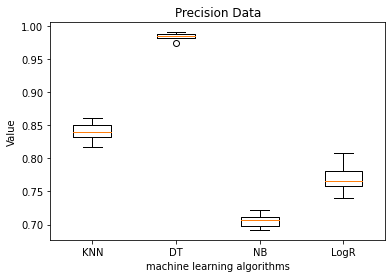 Precision Data
Value
1.00
0.95
0.90
0.85
0.80
0.75
0.70
KNN DT NB LogR
machine learning algorithms